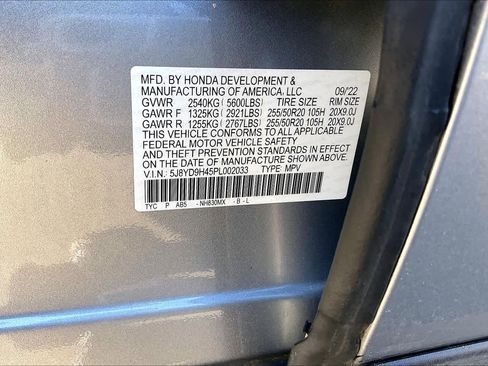 MFD. BY HONDA DEVELOPMENT &
MANUFACTURING OF AMERICA, LLC 09/22
GVWR 2540KG (5600LBS) TIRE SIZE RIM SIZE
GAWR F 1325KG (2921LBS) 255/50R20 105H 20X9.0J
GAWR R 1255KG (2767LBS) 255/50R20 105H 20X9.0J
THIS VEHICLE CONFORMS TO ALL APPLICABLE
FEDERAL MOTOR VEHICLE SAFETY
AND THEFT PREVENTION STANDARDS IN EFFECT
ON THE DATE OF MANUFACTURE SHOWN ABOVE.
V.I.N.: 5J8YD9H45PL002033 TYPE: MPV
TYC P AB5 - NH830MX - B - L